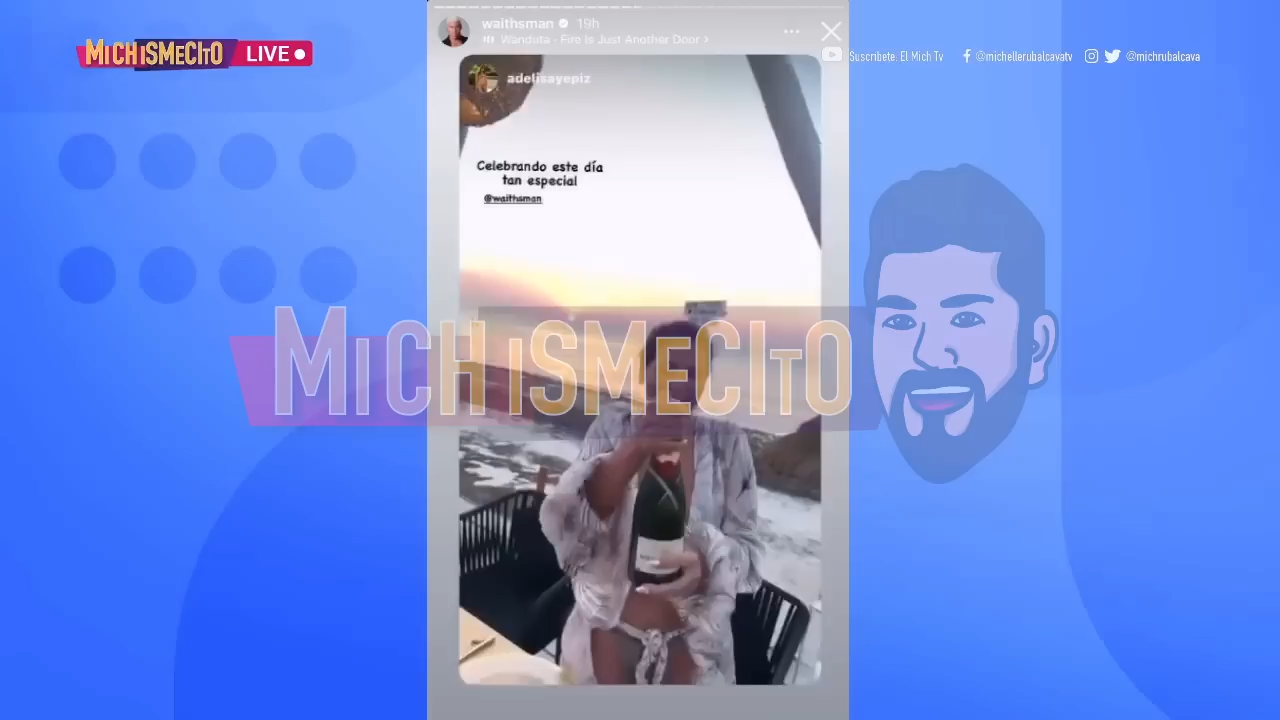 MICHISMECITO LIVE
waithsman 19h
Wanduta - Fire Is Just Another Door >
Suscribete: El Mich Tv @michellerubalcavatv @michrubalcava
adelisayepiz
Celebrando este día
tan especial
@waithsman
MICHISMECITO